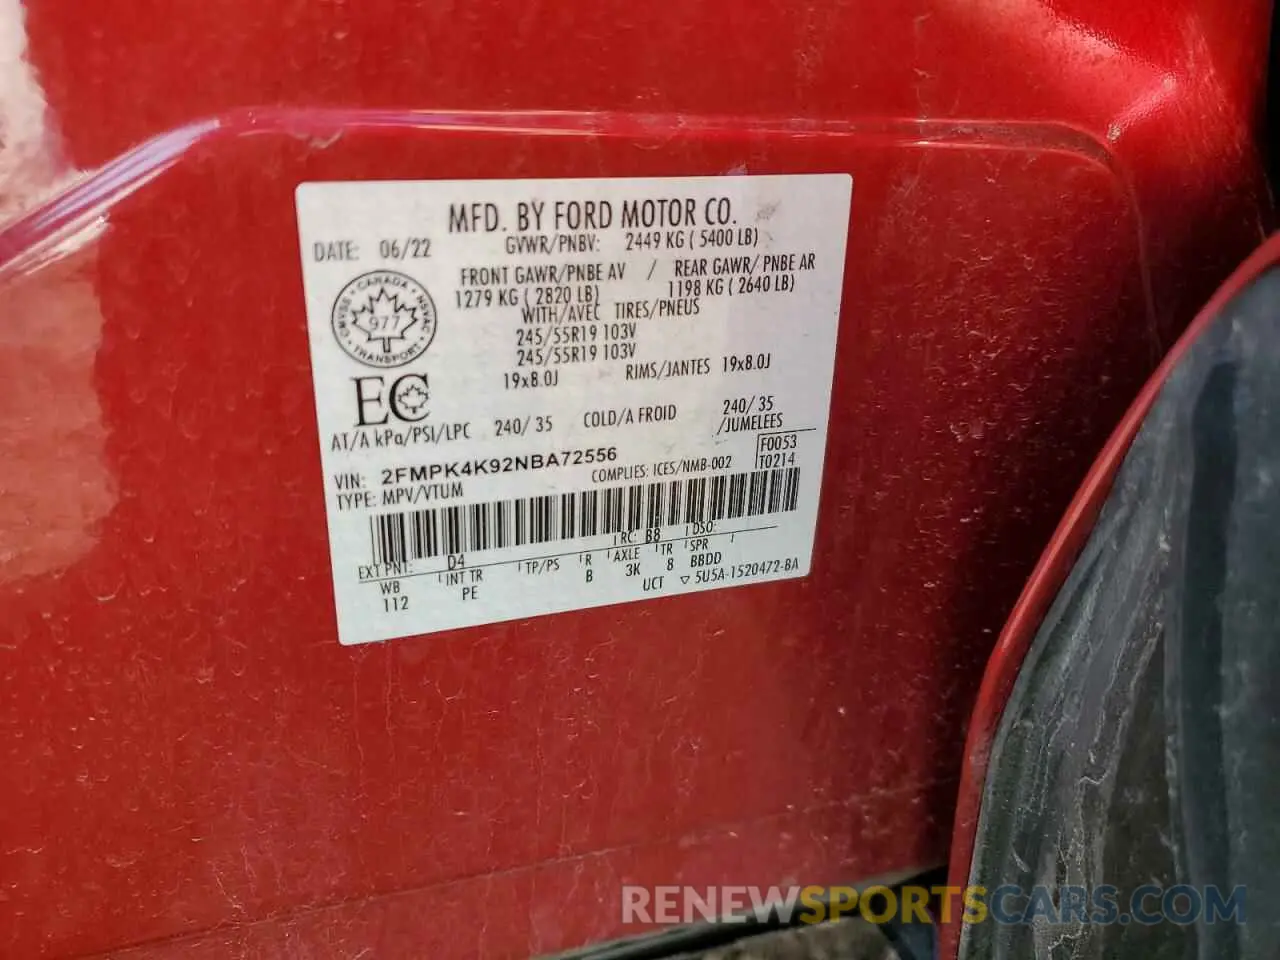 MFD. BY FORD MOTOR CO.
DATE: 06/22 GVWR/PNBV: 2449 KG ( 5400 LB)
FRONT GAWR/PNBE AV / REAR GAWR/ PNBE AR
1279 KG ( 2820 LB) 1198 KG ( 2640 LB)
WITH/AVEC TIRES/PNEUS
245/55R19 103V
245/55R19 103V
19x8.0J RIMS/JANTES 19x8.0J
CANADA • NSVAC • TRANSPORT • CMVSS
977
EC
AT/A kPa/PSI/LPC 240/ 35 COLD/A FROID 240/ 35
/JUMELEES
VIN: 2FMPK4K92NBA72556
F0053
TYPE: MPV/VTUM COMPLIES: ICES/NMB-002 T0214
EXT PNT: D4 RC: B8 DSO:
WB INT TR TP/PS R AXLE TR SPR
112 PE B 3K 8 BBDD
UCT ▽ 5U5A-1520472-BA
RENEWSPORTSCARS.COM